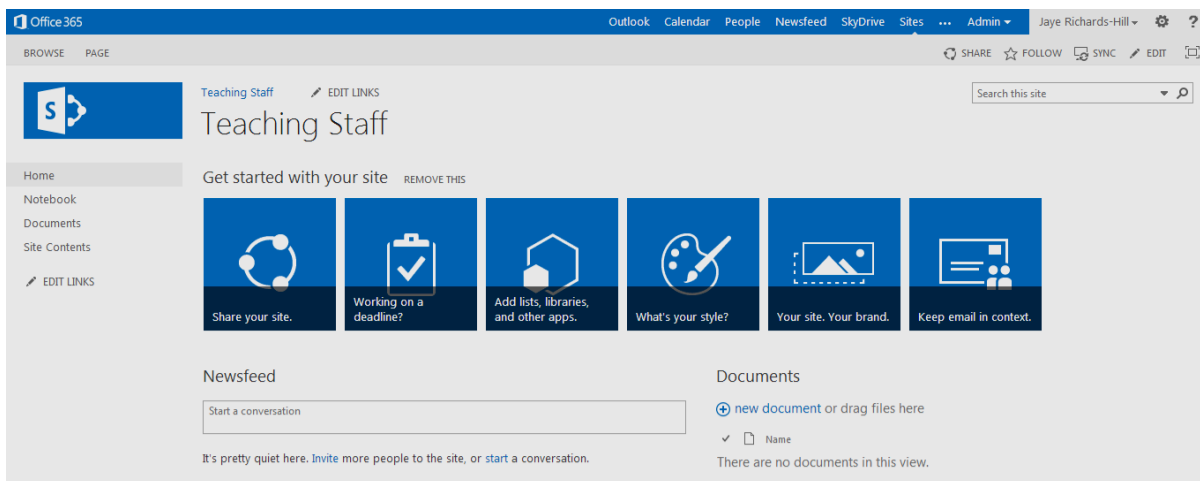 Office 365 Outlook Calendar People Newsfeed SkyDrive Sites ... Admin Jaye Richards-Hill ?
BROWSE PAGE SHARE FOLLOW SYNC EDIT
S
Teaching Staff EDIT LINKS
Search this site
Teaching Staff
Home
Notebook
Documents
Site Contents
EDIT LINKS
Get started with your site REMOVE THIS
Share your site.
Working on a
deadline?
Add lists, libraries,
and other apps.
What's your style?
Your site. Your brand.
Keep email in context.
Newsfeed
Start a conversation
It's pretty quiet here. Invite more people to the site, or start a conversation.
Documents
new document or drag files here
Name
There are no documents in this view.